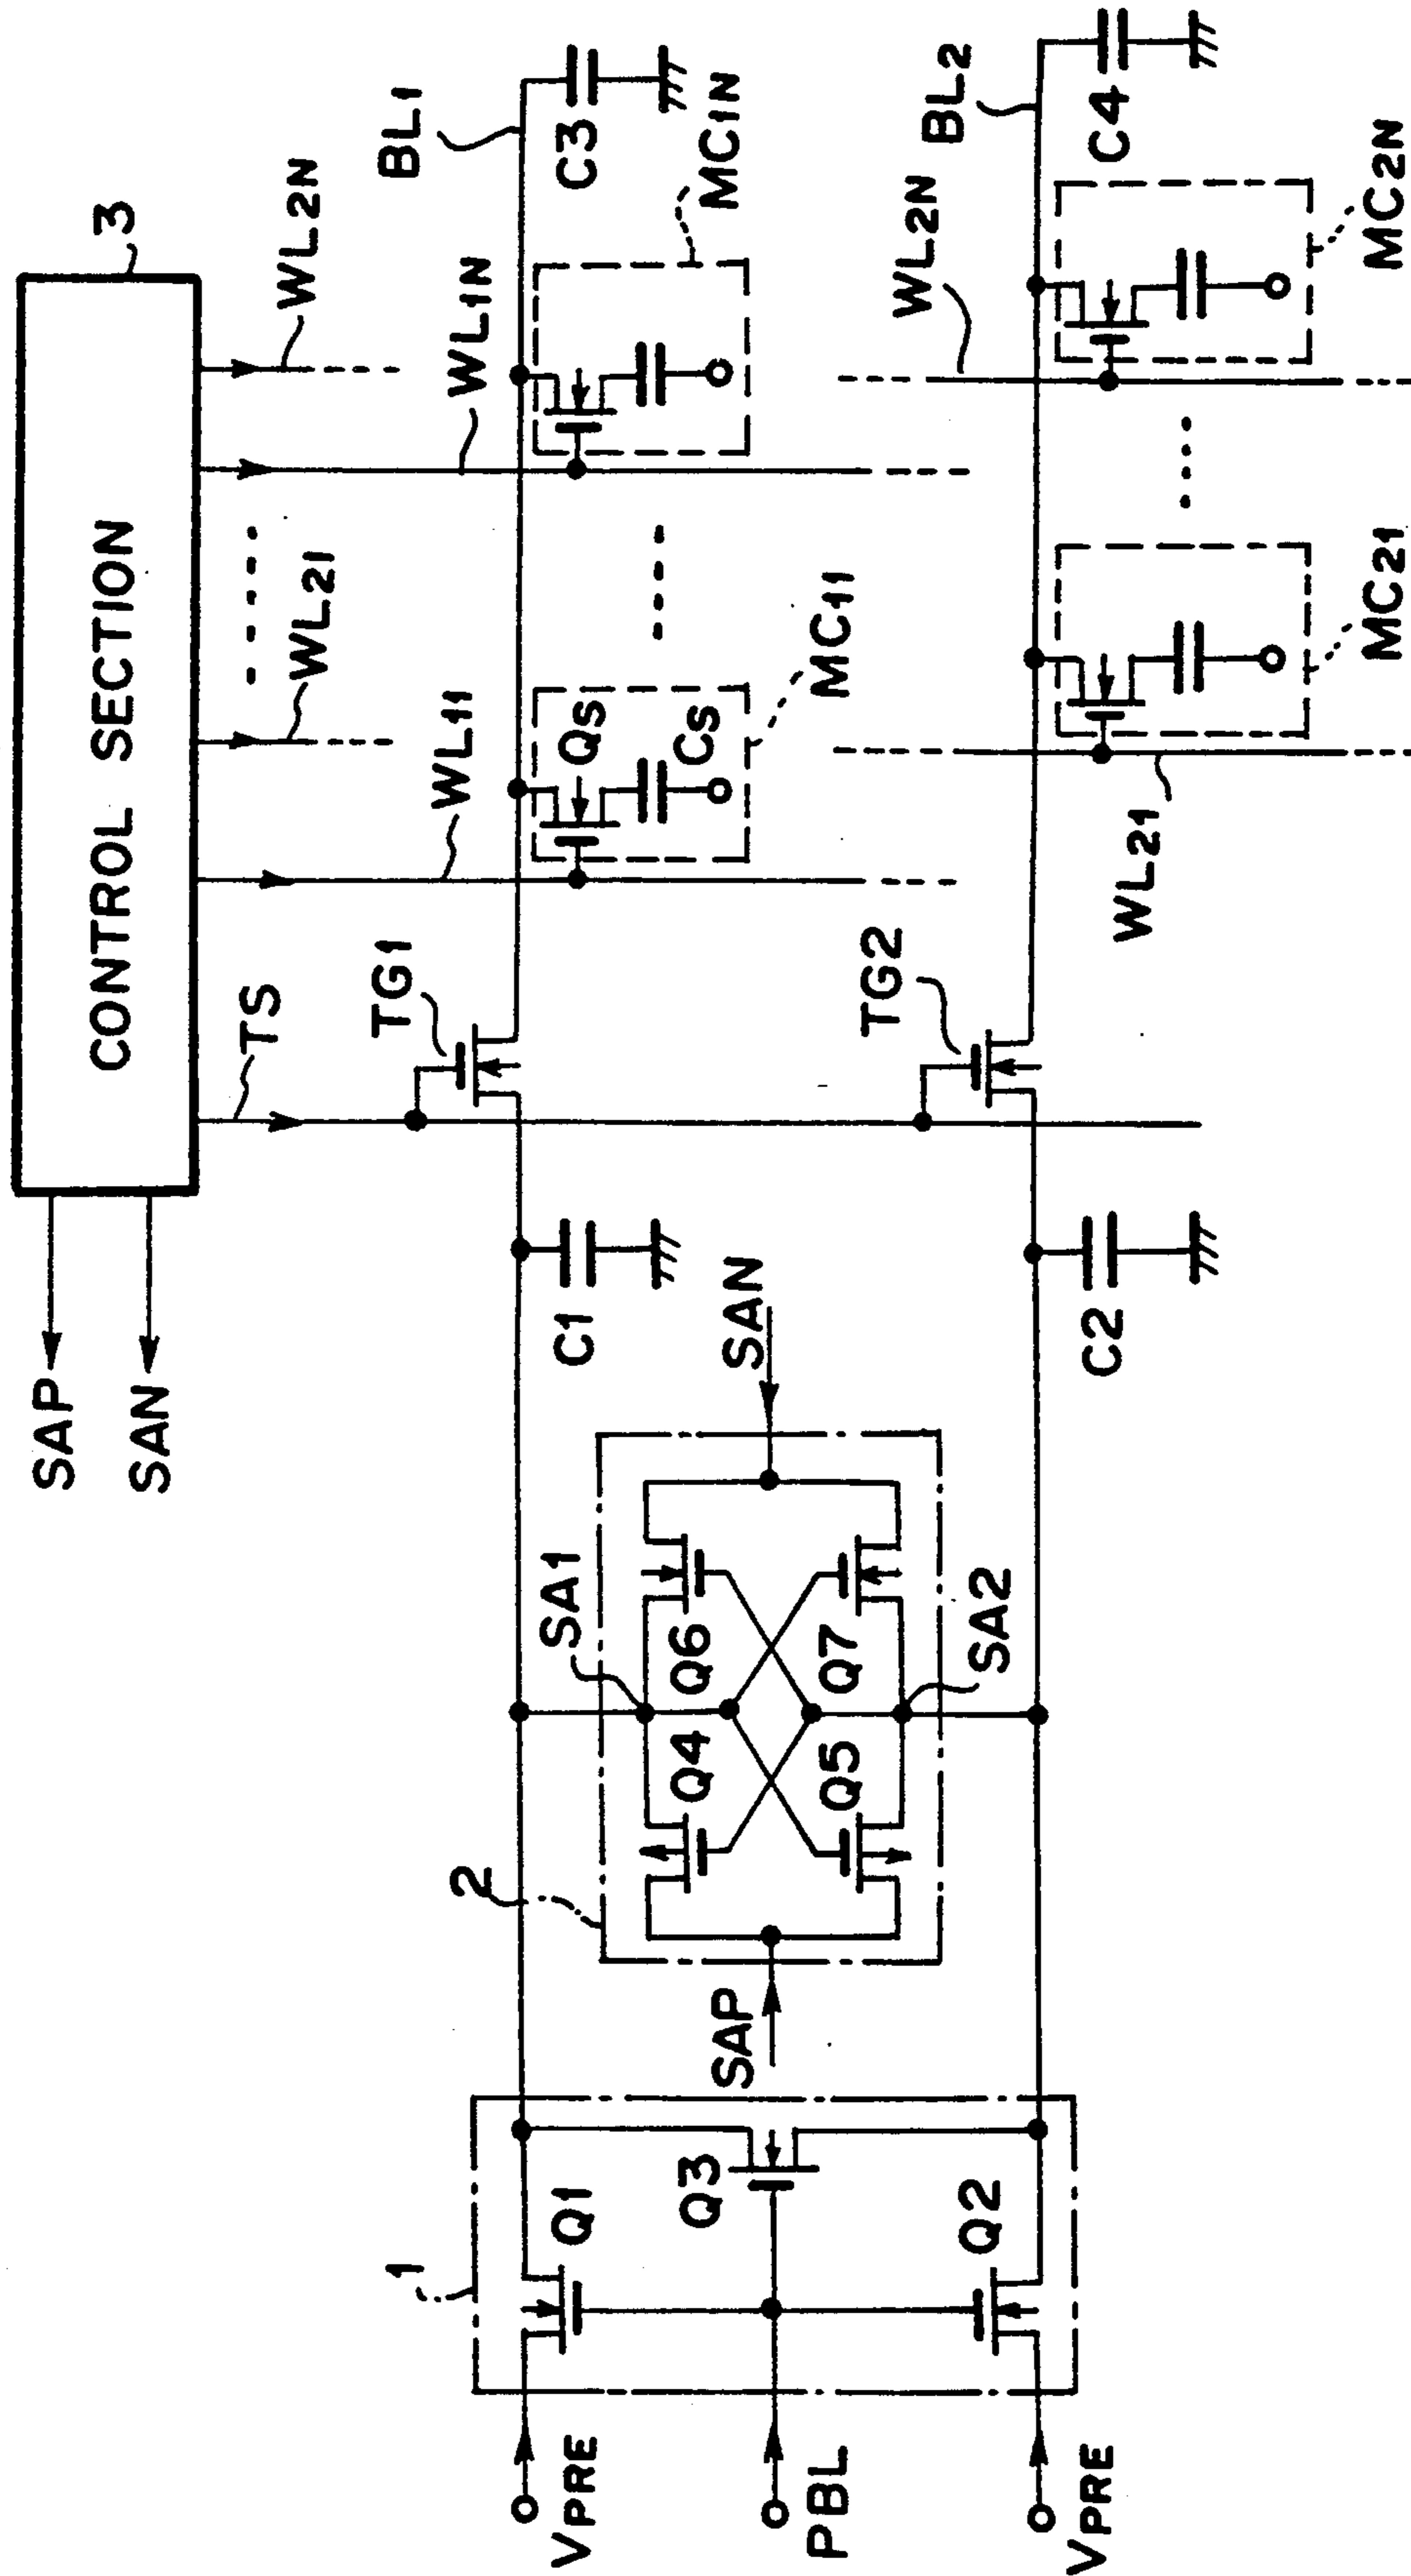 SAP
SAN
CONTROL SECTION
3
TS
WL11
WL21
WL1N
WL2N
TG1
BL1
C1
C3
QS
CS
MC11
MC1N
1
VPRE
Q1
PBL
Q3
Q2
VPRE
2
SAP
SA1
Q4
Q6
Q5
Q7
SAN
SA2
TG2
C2
WL21
WL2N
BL2
C4
MC21
MC2N